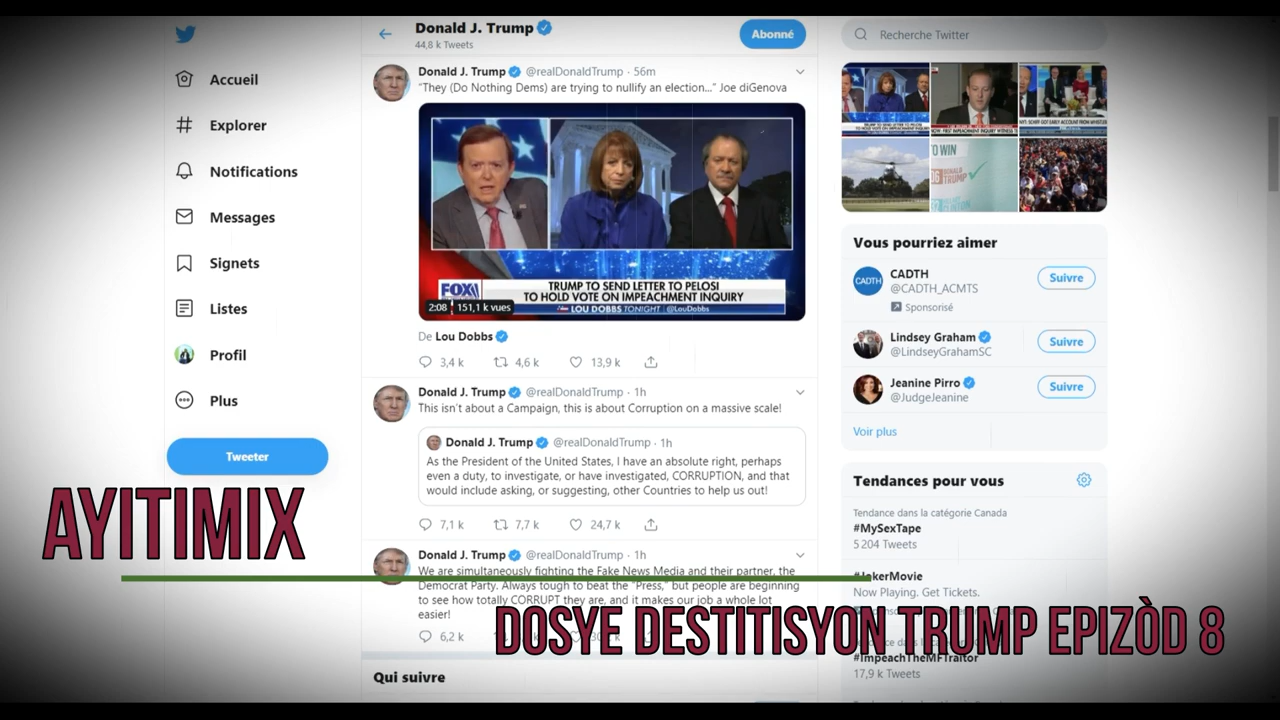 Donald J. Trump
44,8 k Tweets
Abonné
Recherche Twitter
Accueil
Explorer
Notifications
Messages
Signets
Listes
Profil
Plus
Tweeter
Donald J. Trump @realDonaldTrump · 56m
“They (Do Nothing Dems) are trying to nullify an election...” Joe diGenova
FOX
TRUMP TO SEND LETTER TO PELOSI
TO HOLD VOTE ON IMPEACHMENT INQUIRY
LOU DOBBS TONIGHT @LouDobbs
2:08 151,1 k vues
De Lou Dobbs
3,4 k 4,6 k 13,9 k
Donald J. Trump @realDonaldTrump · 1h
This isn't about a Campaign, this is about Corruption on a massive scale!
Donald J. Trump @realDonaldTrump · 1h
As the President of the United States, I have an absolute right, perhaps
even a duty, to investigate, or have investigated, CORRUPTION, and that
would include asking, or suggesting, other Countries to help us out!
7,1 k 7,7 k 24,7 k
Donald J. Trump @realDonaldTrump · 1h
We are simultaneously fighting the Fake News Media and their partner, the
Democrat Party. Always tough to beat the “Press,” but people are beginning
to see how totally CORRUPT they are, and it makes our job a whole lot
easier!
6,2 k
Qui suivre
TO WIN
Vous pourriez aimer
CADTH
CADTH
@CADTH_ACMTS
Sponsorisé
Suivre
Lindsey Graham
@LindseyGrahamSC
Suivre
Jeanine Pirro
@JudgeJeanine
Suivre
Voir plus
Tendances pour vous
Tendance dans la catégorie Canada
#MySexTape
5 204 Tweets
#JokerMovie
Now Playing. Get Tickets.
#ImpeachTheMFTraitor
17,9 k Tweets
AYITIMIX
DOSYE DESTITISYON TRUMP EPIZÒD 8